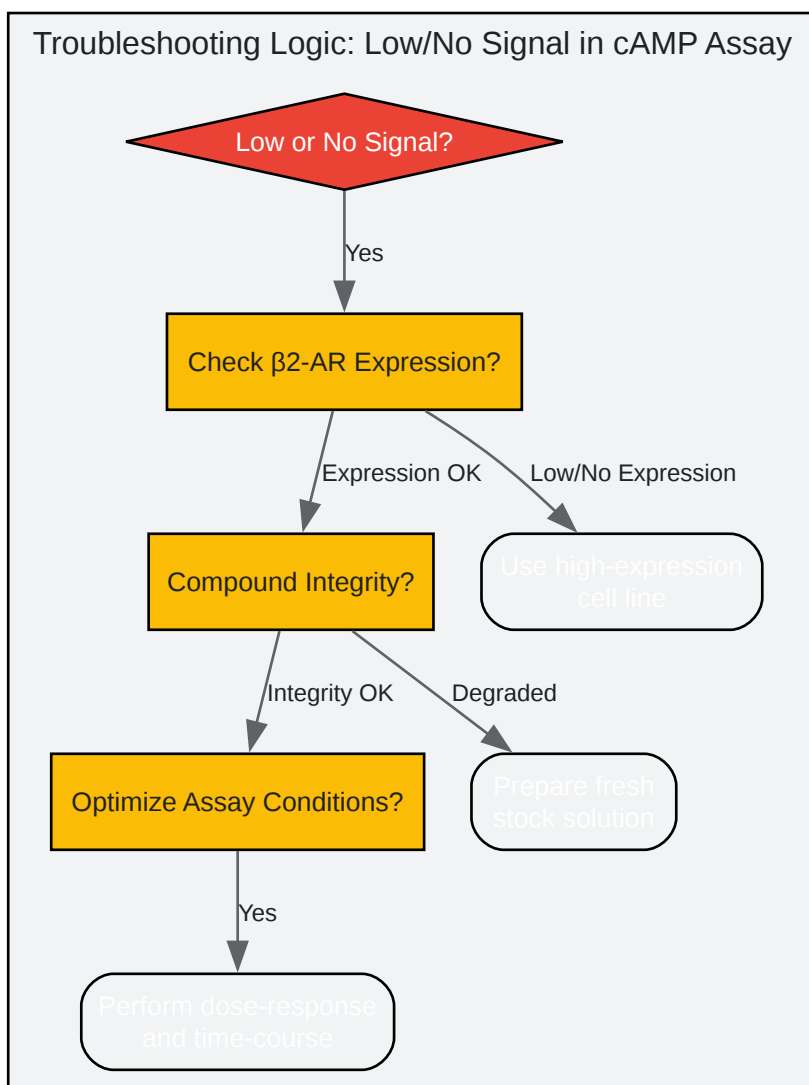 Troubleshooting Logic: Low/No Signal in cAMP Assay
Low or No Signal?
Yes
Check β2-AR Expression?
Expression OK
Low/No Expression
Use high-expression
cell line
Compound Integrity?
Integrity OK
Degraded
Prepare fresh
stock solution
Optimize Assay Conditions?
Yes
Perform dose-response
and time-course